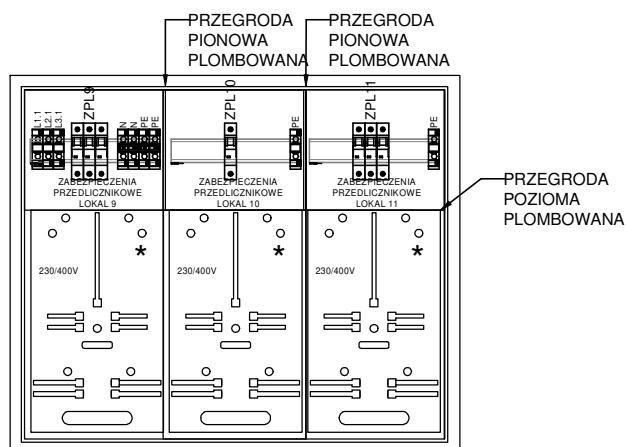 PRZEGRODA
PIONOWA
PLOMBOWANA
PRZEGRODA
PIONOWA
PLOMBOWANA
L1.1
L2.1
L3.1
ZPL9
N
N
PE
PE
ZPL10
PE
ZPL11
PE
ZABEZPIECZENIA
PRZEDLICZNIKOWE
LOKAL 9
ZABEZPIECZENIA
PRZEDLICZNIKOWE
LOKAL 10
ZABEZPIECZENIA
PRZEDLICZNIKOWE
LOKAL 11
PRZEGRODA
POZIOMA
PLOMBOWANA
*
*
*
230/400V
230/400V
230/400V